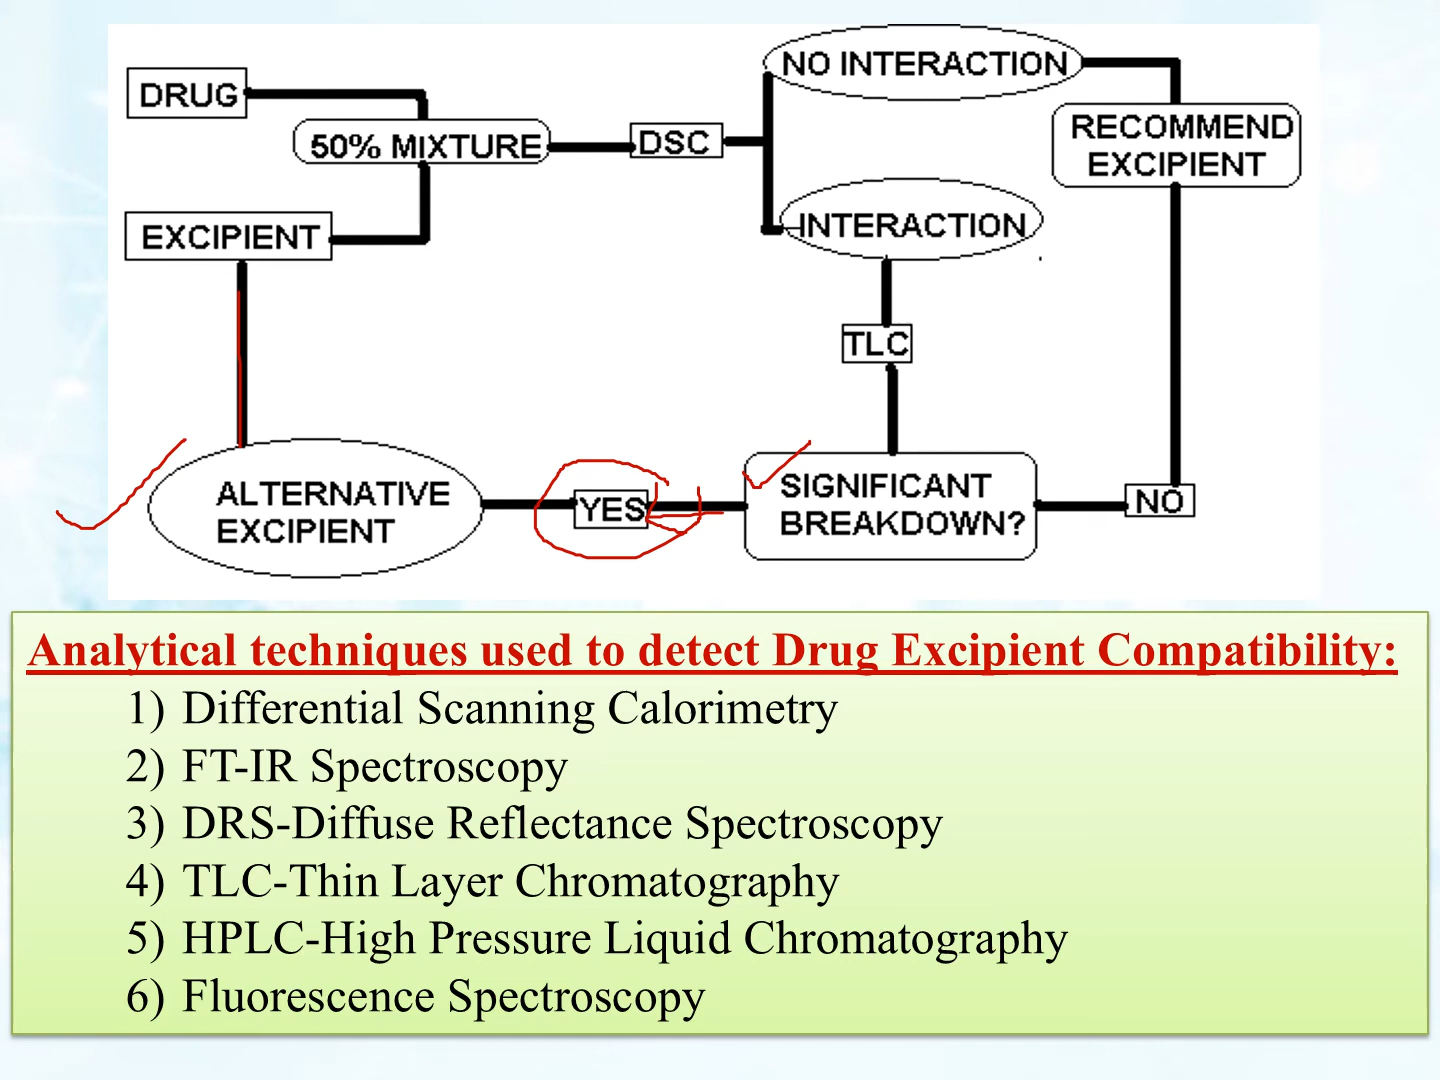 DRUG
50% MIXTURE
EXCIPIENT
DSC
NO INTERACTION
INTERACTION
RECOMMEND
EXCIPIENT
TLC
ALTERNATIVE
EXCIPIENT
YES
SIGNIFICANT
BREAKDOWN?
NO
Analytical techniques used to detect Drug Excipient Compatibility:
1) Differential Scanning Calorimetry
2) FT-IR Spectroscopy
3) DRS-Diffuse Reflectance Spectroscopy
4) TLC-Thin Layer Chromatography
5) HPLC-High Pressure Liquid Chromatography
6) Fluorescence Spectroscopy